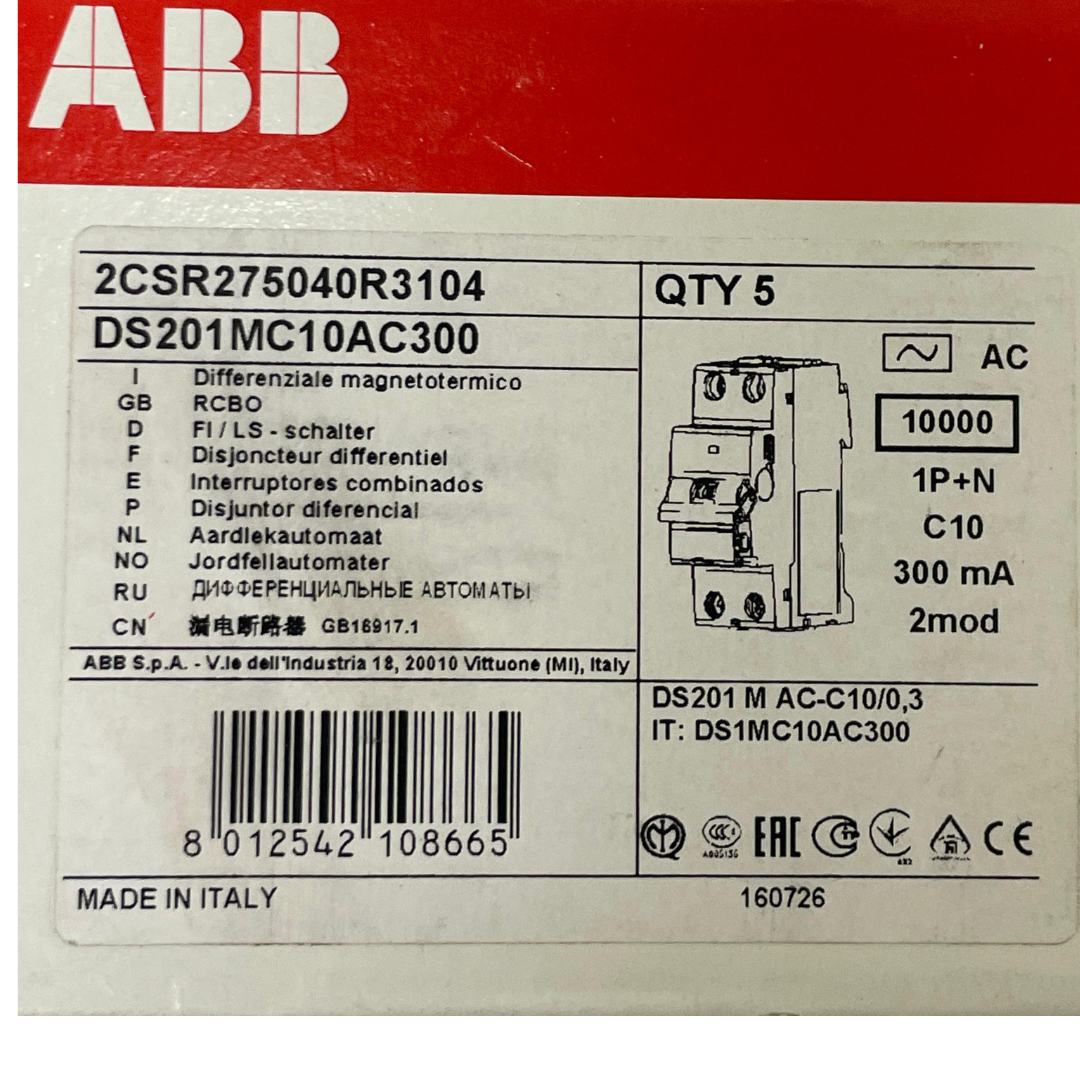 ABB
2CSR275040R3104
QTY 5
DS201MC10AC300
I Differenziale magnetotermico
GB RCBO
D FI / LS - schalter
F Disjoncteur differentiel
E Interruptores combinados
P Disjuntor diferencial
NL Aardlekautomaat
NO Jordfellautomater
RU ДИФФЕРЕНЦИАЛЬНЫЕ АВТОМАТЫ
CN 漏电断路器 GB16917.1
AC
10000
1P+N
C10
300 mA
2mod
ABB S.p.A. - V.le dell'Industria 18, 20010 Vittuone (MI), Italy
DS201 M AC-C10/0,3
IT: DS1MC10AC300
8 012542 108665
CCC
EAC
CE
MADE IN ITALY
160726